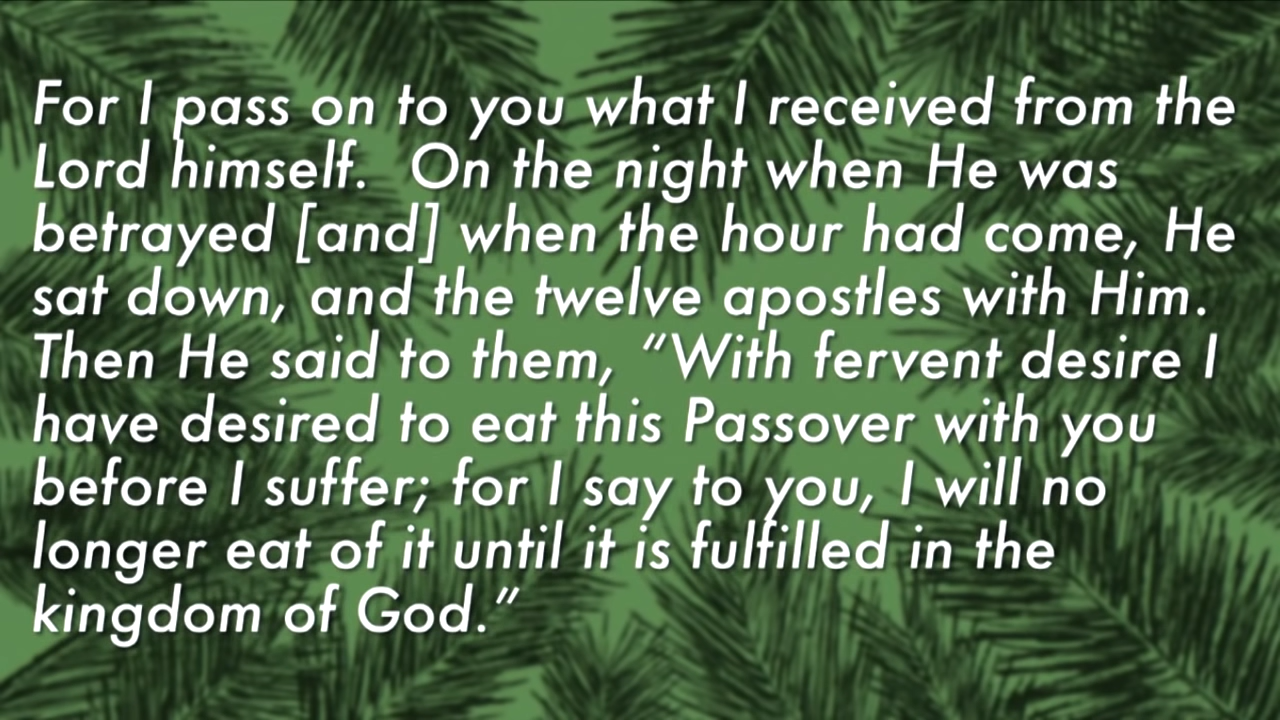 For I pass on to you what I received from the
Lord himself.  On the night when He was
betrayed [and] when the hour had come, He
sat down, and the twelve apostles with Him.
Then He said to them, “With fervent desire I
have desired to eat this Passover with you
before I suffer; for I say to you, I will no
longer eat of it until it is fulfilled in the
kingdom of God.”